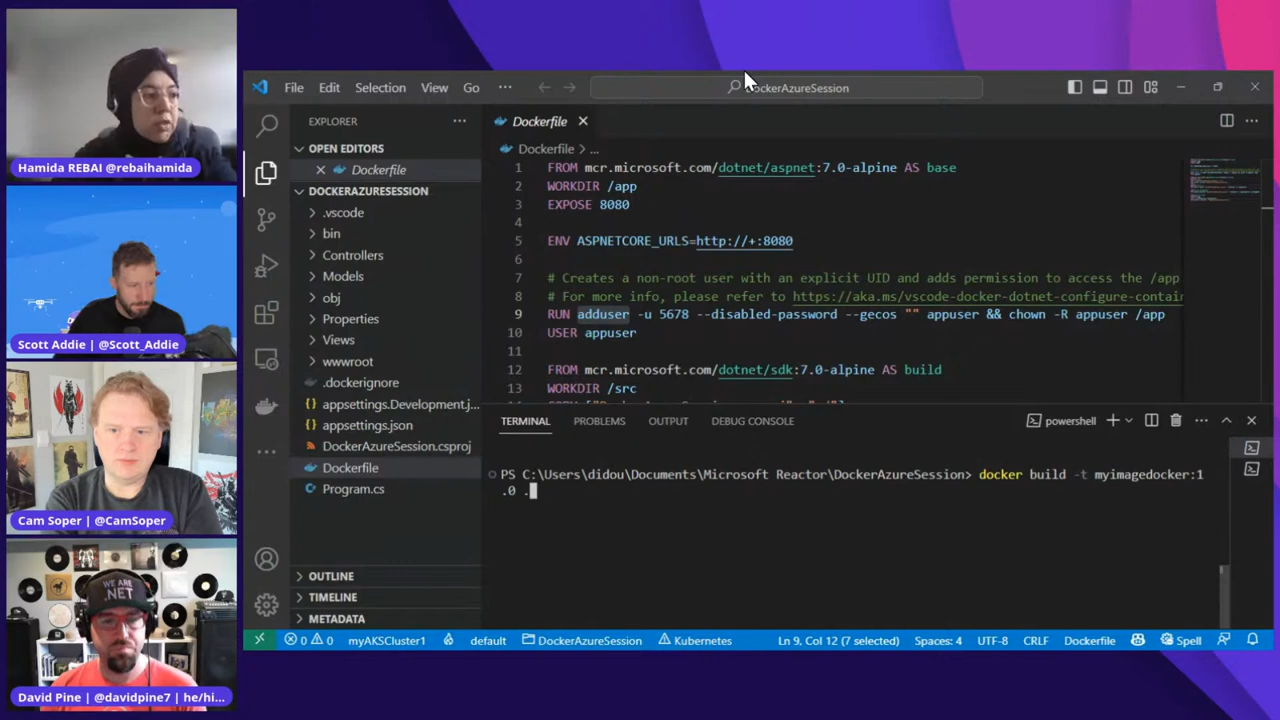 Hamida REBAI @rebaihamida
Scott Addie | @Scott_Addie
Cam Soper | @CamSoper
WE ARE
.NET
David Pine | @davidpine7 | he/hi...
File Edit Selection View Go ... DockerAzureSession
EXPLORER ...
OPEN EDITORS
Dockerfile
DOCKERAZURESESSION
.vscode
bin
Controllers
Models
obj
Properties
Views
wwwroot
.dockerignore
appsettings.Development.j...
appsettings.json
DockerAzureSession.csproj
Dockerfile
Program.cs
OUTLINE
TIMELINE
METADATA
Dockerfile
Dockerfile > ...
1 FROM mcr.microsoft.com/dotnet/aspnet:7.0-alpine AS base
2 WORKDIR /app
3 EXPOSE 8080
4
5 ENV ASPNETCORE_URLS=http://+:8080
6
7 # Creates a non-root user with an explicit UID and adds permission to access the /app
8 # For more info, please refer to https://aka.ms/vscode-docker-dotnet-configure-contain
9 RUN adduser -u 5678 --disabled-password --gecos "" appuser && chown -R appuser /app
10 USER appuser
11
12 FROM mcr.microsoft.com/dotnet/sdk:7.0-alpine AS build
13 WORKDIR /src
TERMINAL PROBLEMS OUTPUT DEBUG CONSOLE powershell
PS C:\Users\didou\Documents\Microsoft Reactor\DockerAzureSession> docker build -t myimagedocker:1
.0 .
0 0 myAKSCluster1 default DockerAzureSession Kubernetes Ln 9, Col 12 (7 selected) Spaces: 4 UTF-8 CRLF Dockerfile Spell